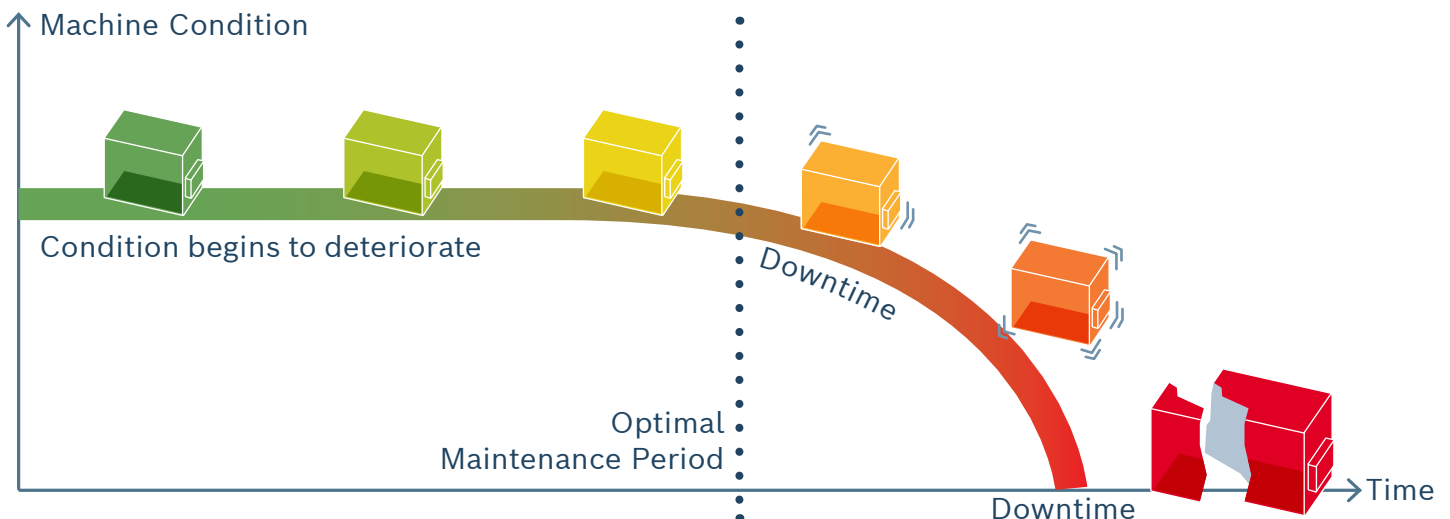 Machine Condition
Condition begins to deteriorate
Downtime
Optimal
Maintenance Period
Time
Downtime